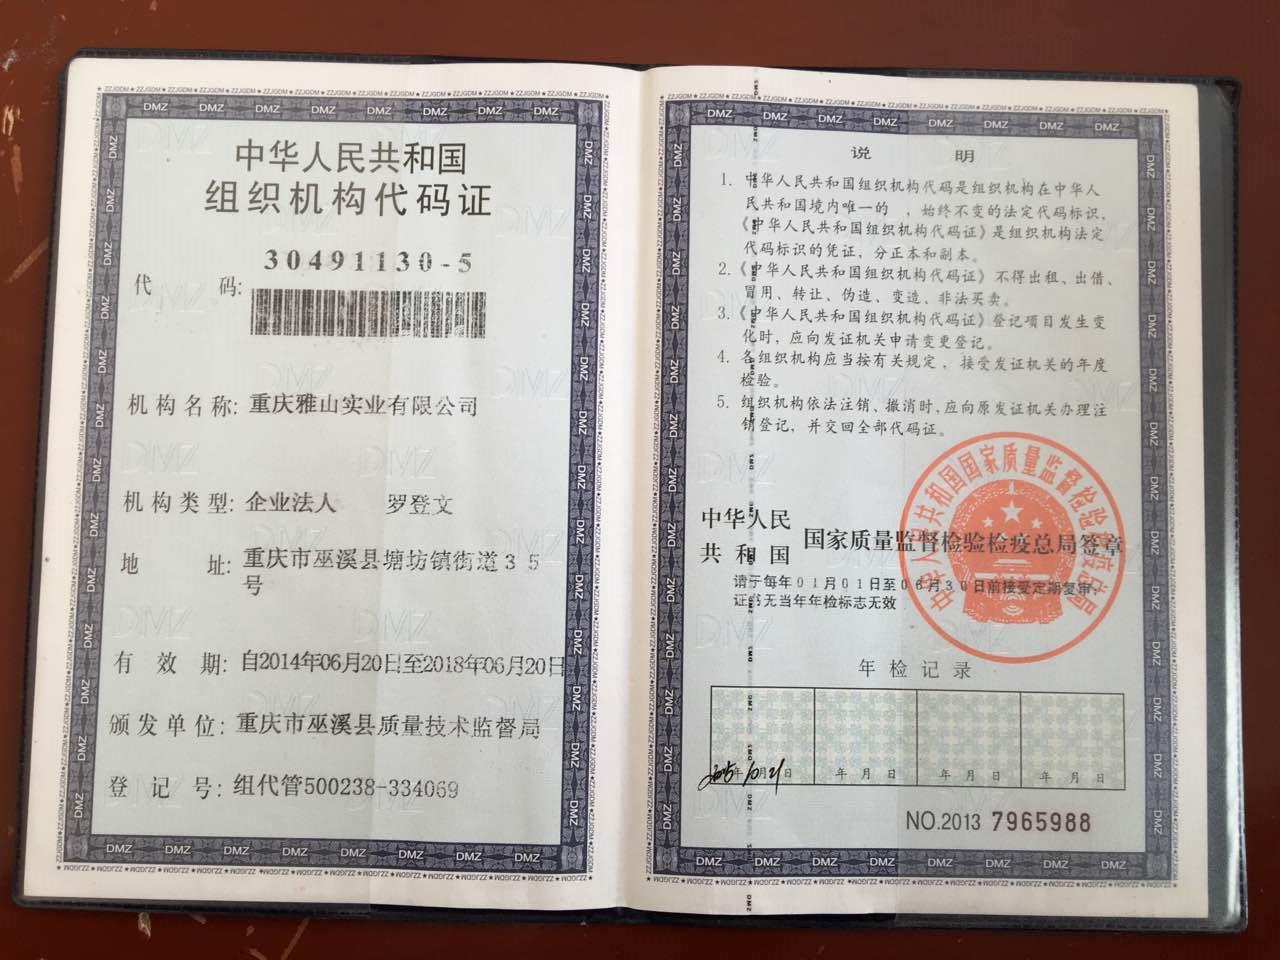 中华人民共和国
组织机构代码证
代码: 30491130-5
机构名称: 重庆雅山实业有限公司
机构类型: 企业法人 罗登文
地址: 重庆市巫溪县塘坊镇街道35
号
有效期: 自2014年06月20日至2018年06月20日
颁发单位: 重庆市巫溪县质量技术监督局
登记号: 组代管500238-334069
说明
1. 中华人民共和国组织机构代码是组织机构在中华人
民共和国境内唯一的 ,始终不变的法定代码标识,
《中华人民共和国组织机构代码证》是组织机构法定
代码标识的凭证,分正本和副本。
2.《中华人民共和国组织机构代码证》不得出租、出借、
冒用、转让、伪造、变造、非法买卖。
3.《中华人民共和国组织机构代码证》登记项目发生变
化时,应向发证机关申请变更登记。
4. 各组织机构应当按有关规定,接受发证机关的年度
检验。
5. 组织机构依法注销、撤消时,应向原发证机关办理注
销登记,并交回全部代码证。
中华人民
共和国 国家质量监督检验检疫总局签章
请于每年01月01日至06月30日前接受定期复审,
证书无当年年检标志无效
中华人民共和国国家质量监督检验检疫总局
年检记录
2015年10月21日 年月日 年月日 年月日
NO.2013 7965988